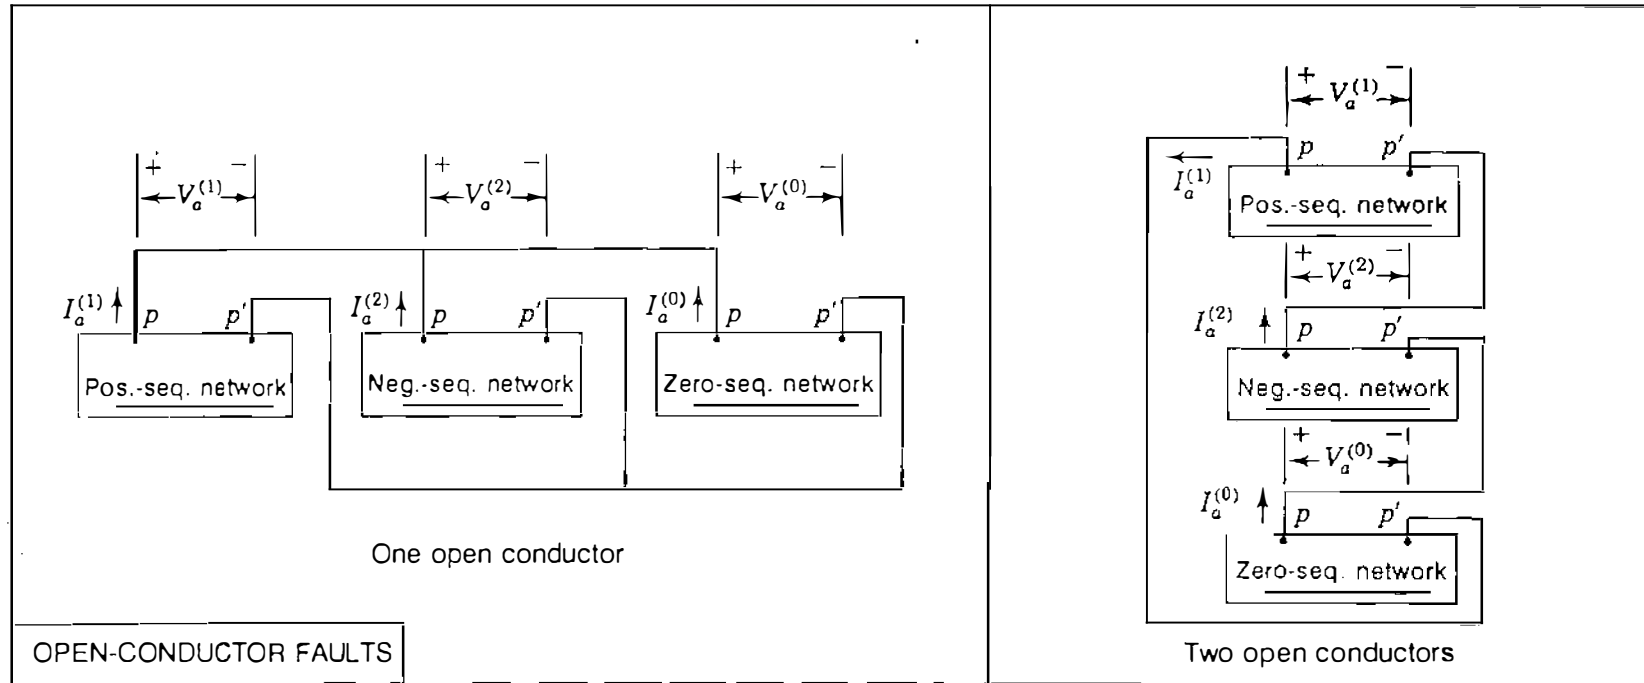 + − + − + −
V_a^(1) V_a^(2) V_a^(0)
I_a^(1) p p′ I_a^(2) p p′ I_a^(0) p p′
Pos.-seq. network Neg.-seq. network Zero-seq. network
One open conductor
OPEN-CONDUCTOR FAULTS
+ −
V_a^(1)
p p′
I_a^(1)
Pos.-seq. network
+ −
V_a^(2)
I_a^(2) p p′
Neg.-seq. network
+ −
V_a^(0)
I_a^(0) p p′
Zero-seq. network
Two open conductors